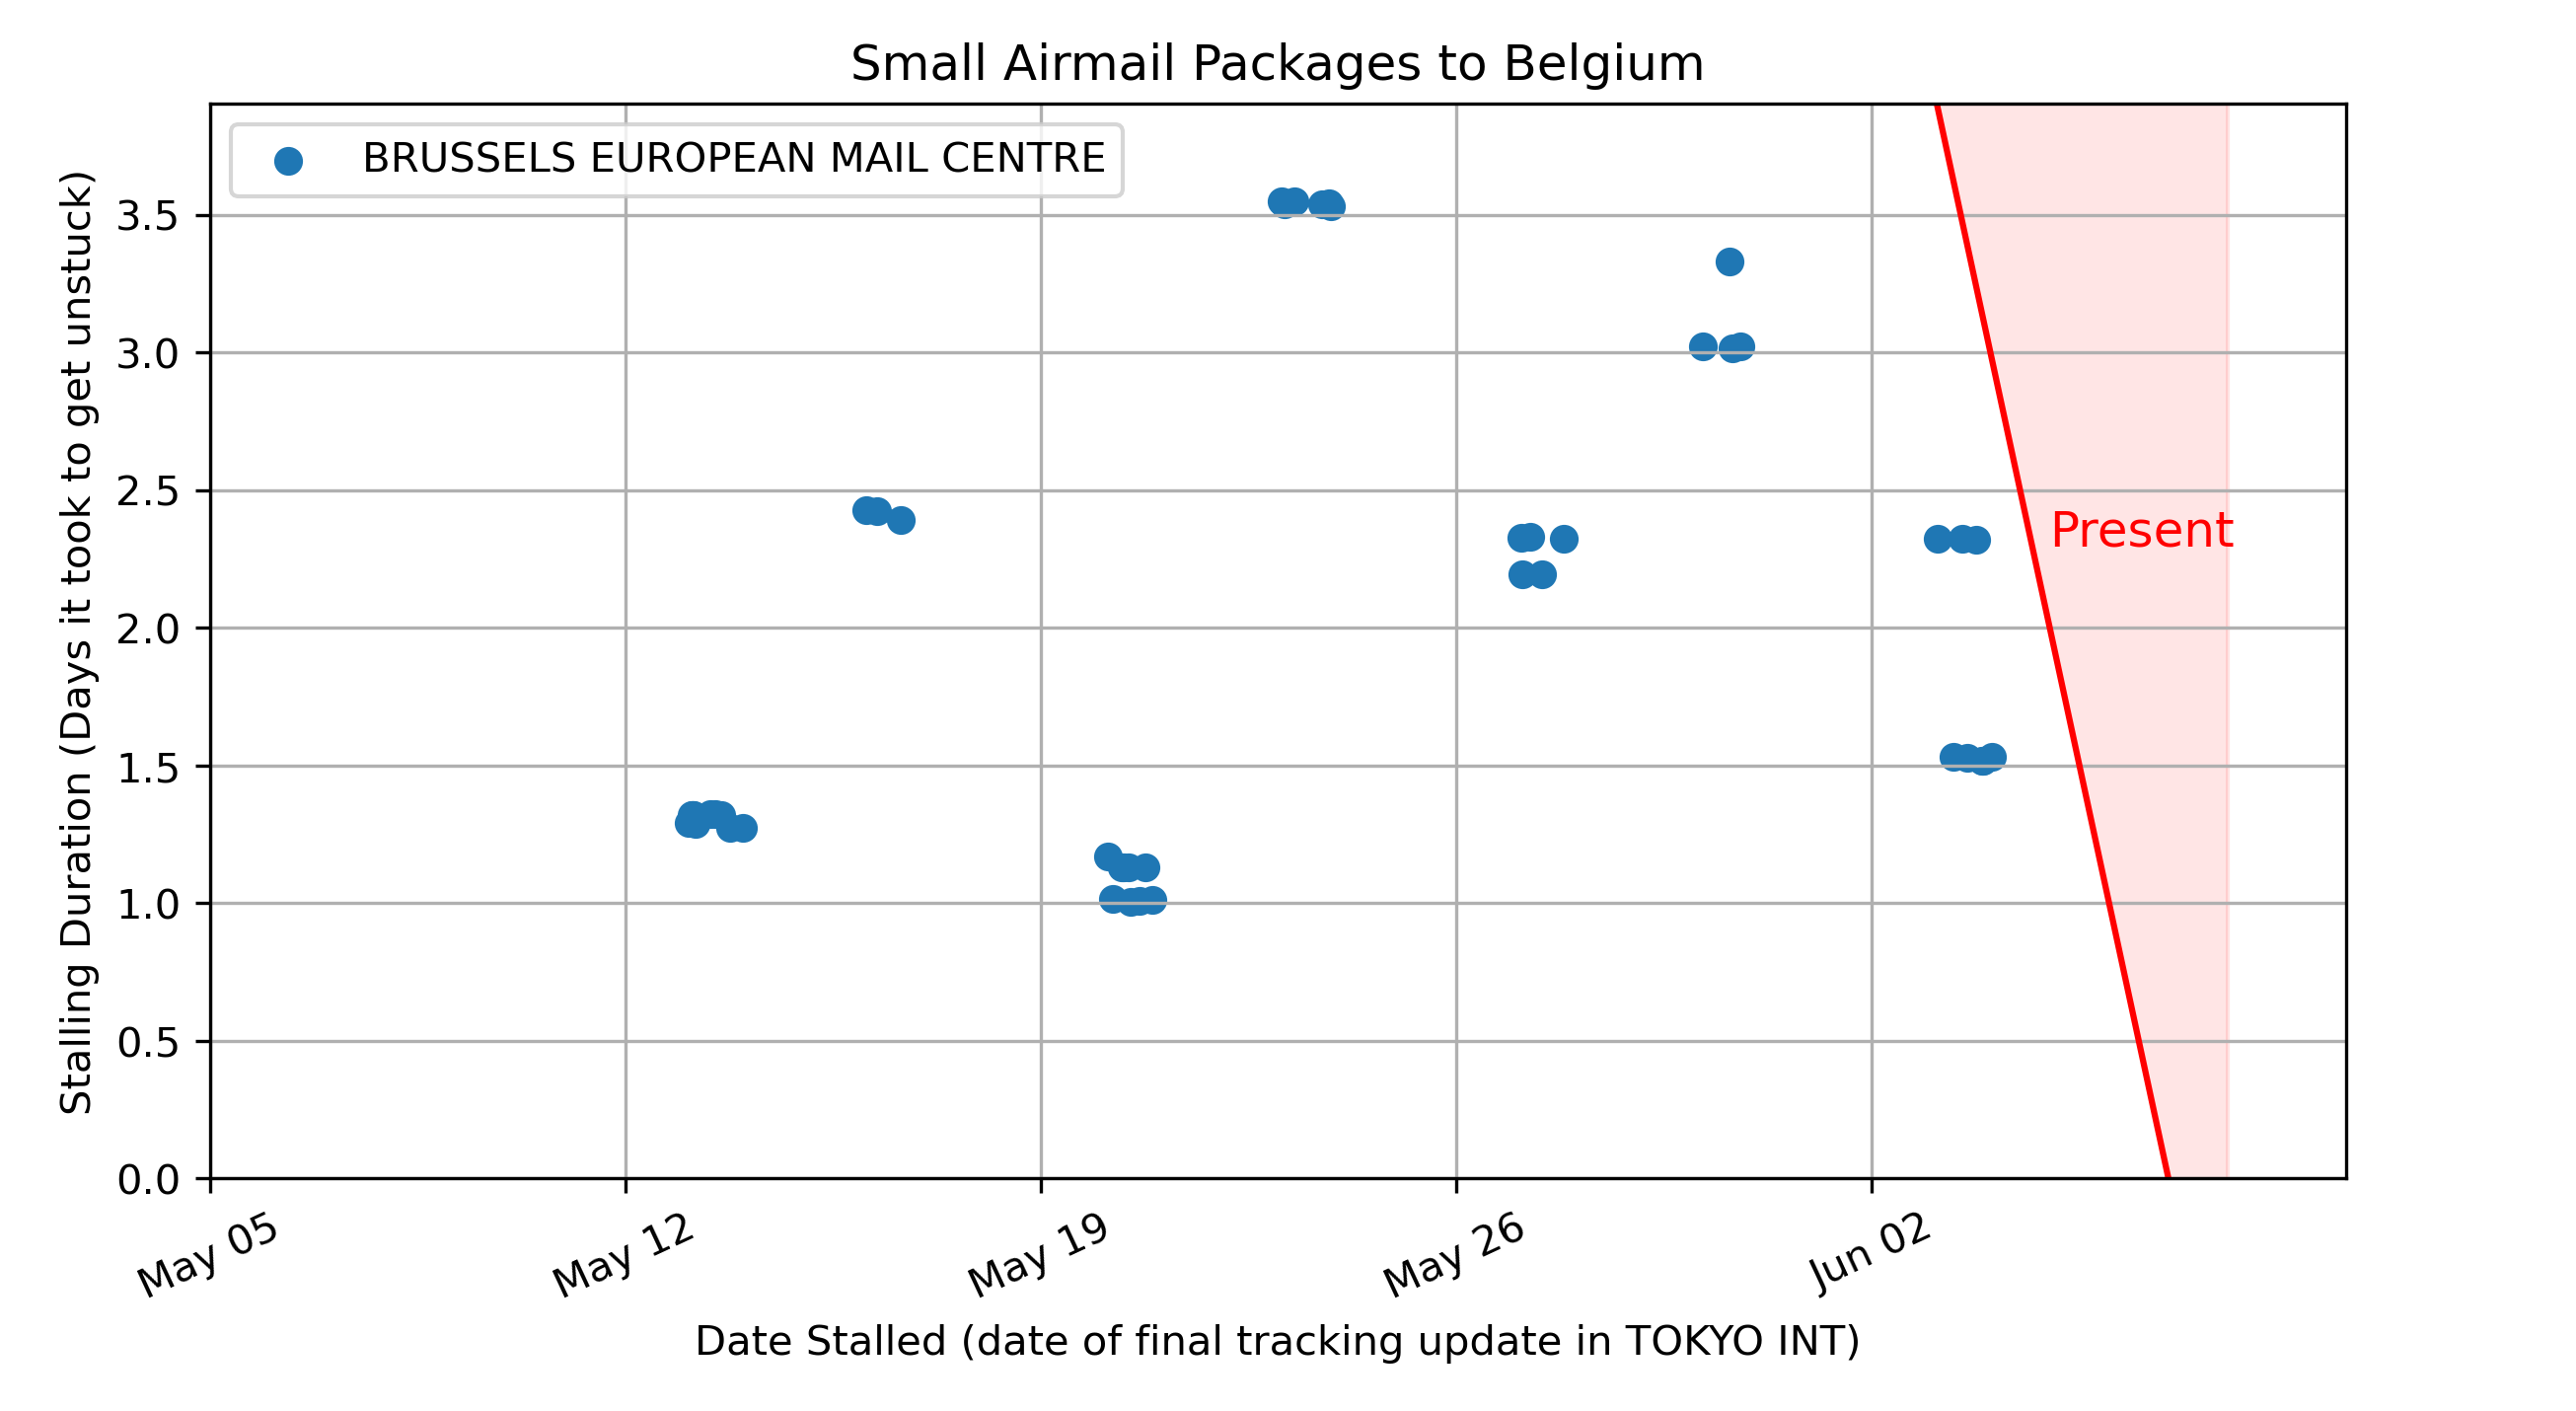 Small Airmail Packages to Belgium
BRUSSELS EUROPEAN MAIL CENTRE
Stalling Duration (Days it took to get unstuck)
3.5
3.0
2.5
2.0
1.5
1.0
0.5
0.0
Present
May 05
May 12
May 19
May 26
Jun 02
Date Stalled (date of final tracking update in TOKYO INT)